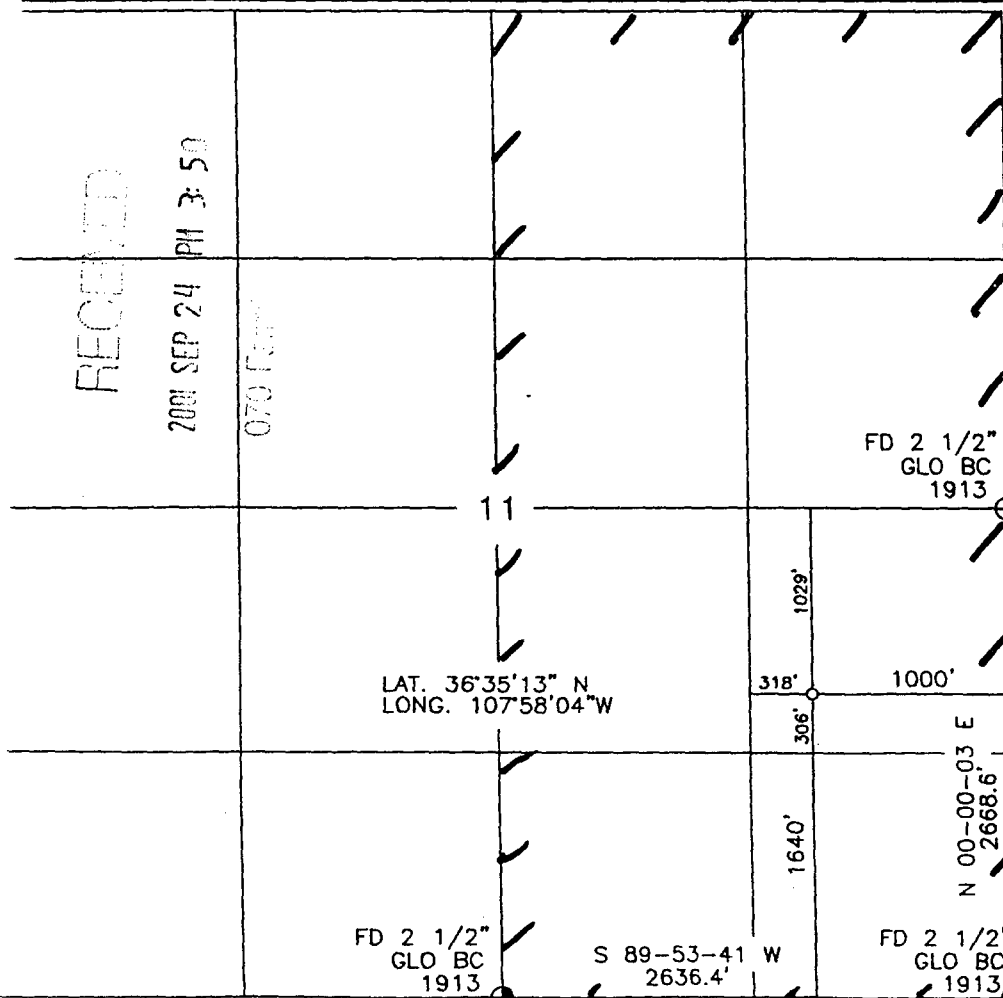 RECEIVED
2001 SEP 24 PM 3:50
070
FD 2 1/2"
GLO BC
1913
11
1029'
LAT. 36°35'13" N
LONG. 107°58'04"W
318'
1000'
306'
N 00-00-03 E
2668.6'
1640'
FD 2 1/2"
GLO BC
1913
S 89-53-41 W
2636.4'
FD 2 1/2"
GLO BC
1913